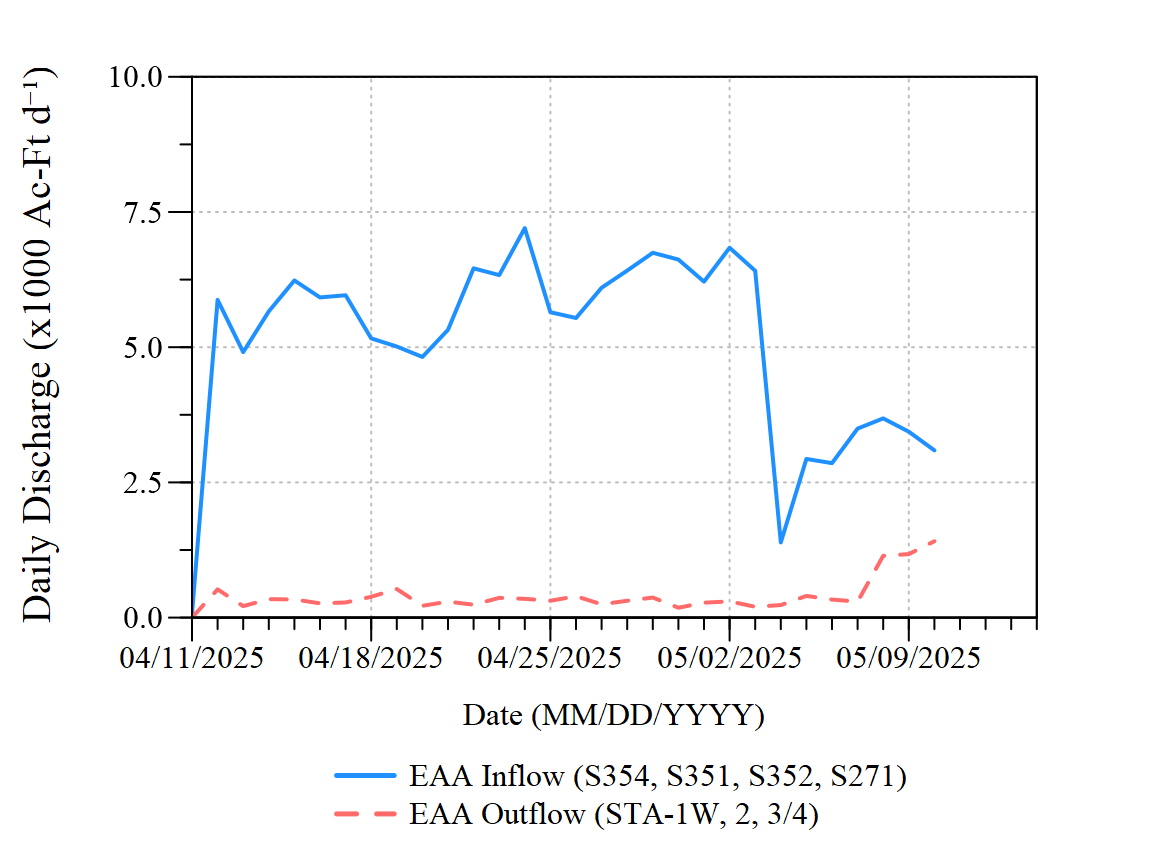 Daily Discharge (x1000 Ac-Ft d⁻¹)
10.0
7.5
5.0
2.5
0.0
04/11/2025 04/18/2025 04/25/2025 05/02/2025 05/09/2025
Date (MM/DD/YYYY)
EAA Inflow (S354, S351, S352, S271)
EAA Outflow (STA-1W, 2, 3/4)